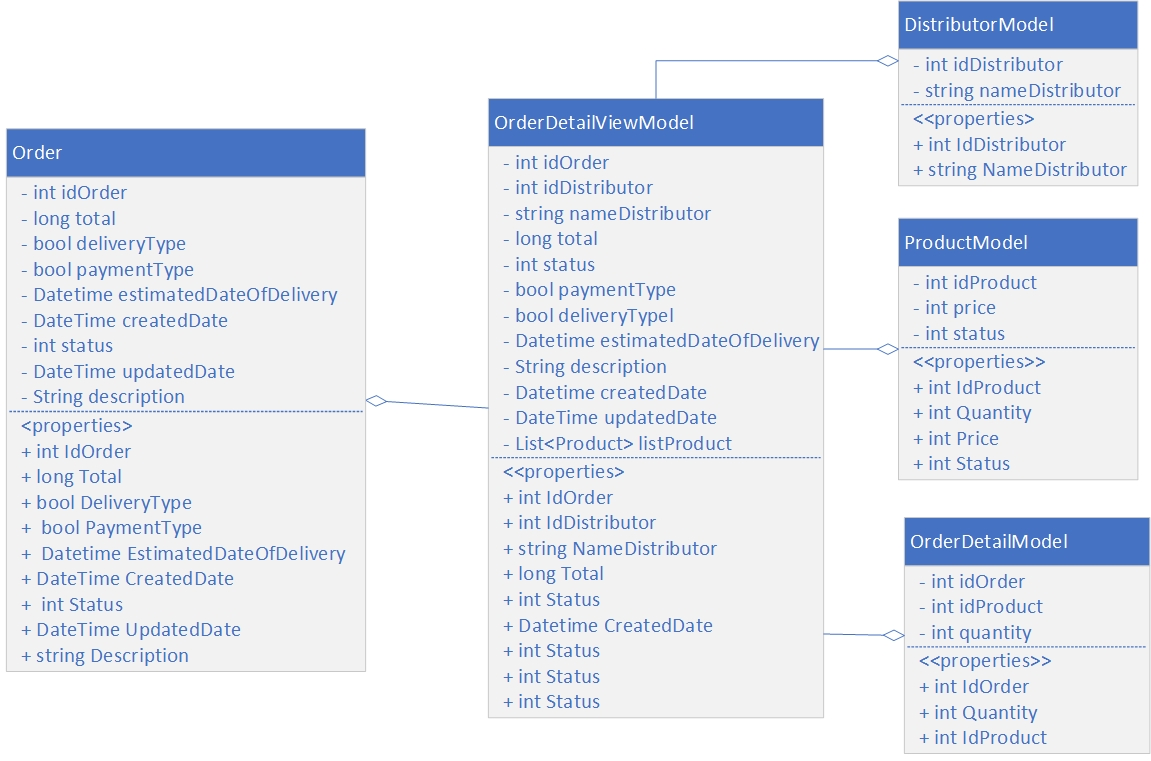 Order
- int idOrder
- long total
- bool deliveryType
- bool paymentType
- Datetime estimatedDateOfDelivery
- DateTime createdDate
- int status
- DateTime updatedDate
- String description
<properties>
+ int IdOrder
+ long Total
+ bool DeliveryType
+ bool PaymentType
+ Datetime EstimatedDateOfDelivery
+ DateTime CreatedDate
+ int Status
+ DateTime UpdatedDate
+ string Description
OrderDetailViewModel
- int idOrder
- int idDistributor
- string nameDistributor
- long total
- int status
- bool paymentType
- bool deliveryTypel
- Datetime estimatedDateOfDelivery
- String description
- Datetime createdDate
- DateTime updatedDate
- List<Product> listProduct
<<properties>
+ int IdOrder
+ int IdDistributor
+ string NameDistributor
+ long Total
+ int Status
+ Datetime CreatedDate
+ int Status
+ int Status
+ int Status
DistributorModel
- int idDistributor
- string nameDistributor
<<properties>
+ int IdDistributor
+ string NameDistributor
ProductModel
- int idProduct
- int price
- int status
<<properties>>
+ int IdProduct
+ int Quantity
+ int Price
+ int Status
OrderDetailModel
- int idOrder
- int idProduct
- int quantity
<<properties>>
+ int IdOrder
+ int Quantity
+ int IdProduct